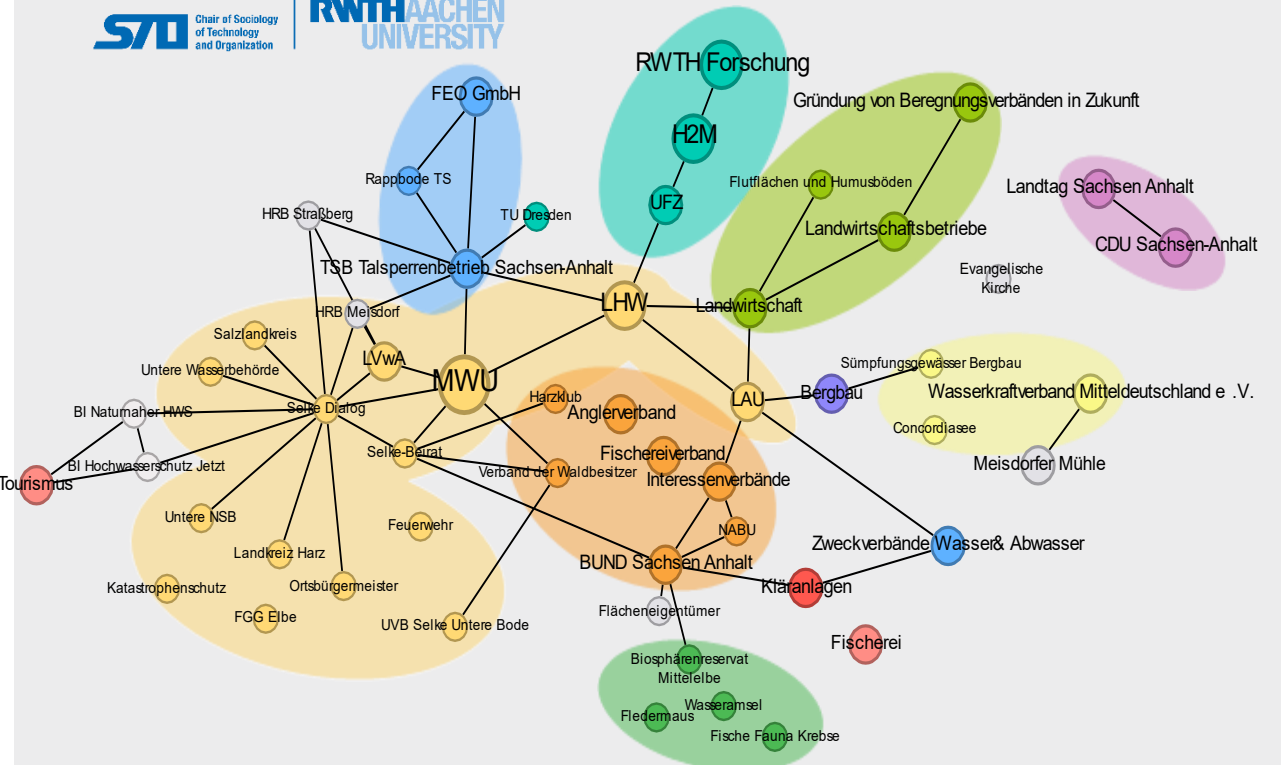 STO
Chair of Sociology
of Technology
and Organization
RWTHAACHEN
UNIVERSITY
RWTH Forschung
FEO GmbH
Gründung von Beregnungsverbänden in Zukunft
H2M
Rappbode TS
Flutflächen und Humusböden
Landtag Sachsen Anhalt
UFZ
HRB Straßberg
TU Dresden
Landwirtschaftsbetriebe
CDU Sachsen-Anhalt
TSB Talsperrenbetrieb Sachsen-Anhalt
Evangelische
Kirche
LHW
Landwirtschaft
HRB Meisdorf
Salzlandkreis
LVwA
Sümpfungsgewässer Bergbau
Untere Wasserbehörde
MWU
Bergbau
Wasserkraftverband Mitteldeutschland e .V.
Harzklub
LAU
BI Naturnaher HWS
Selke Dialog
Anglerverband
Concordiasee
Selke-Beirat
Fischereiverband
BI Hochwasserschutz Jetzt
Verband der Waldbesitzer
Meisdorfer Mühle
Tourismus
Interessenverbände
Untere NSB
Feuerwehr
NABU
Zweckverbände Wasser& Abwasser
Landkreiz Harz
BUND Sachsen Anhalt
Katastrophenschutz
Ortsbürgermeister
Kläranlagen
FGG Elbe
UVB Selke Untere Bode
Flächeneigentümer
Fischerei
Biosphärenreservat
Mittelelbe
Wasseramsel
Fledermaus
Fische Fauna Krebse